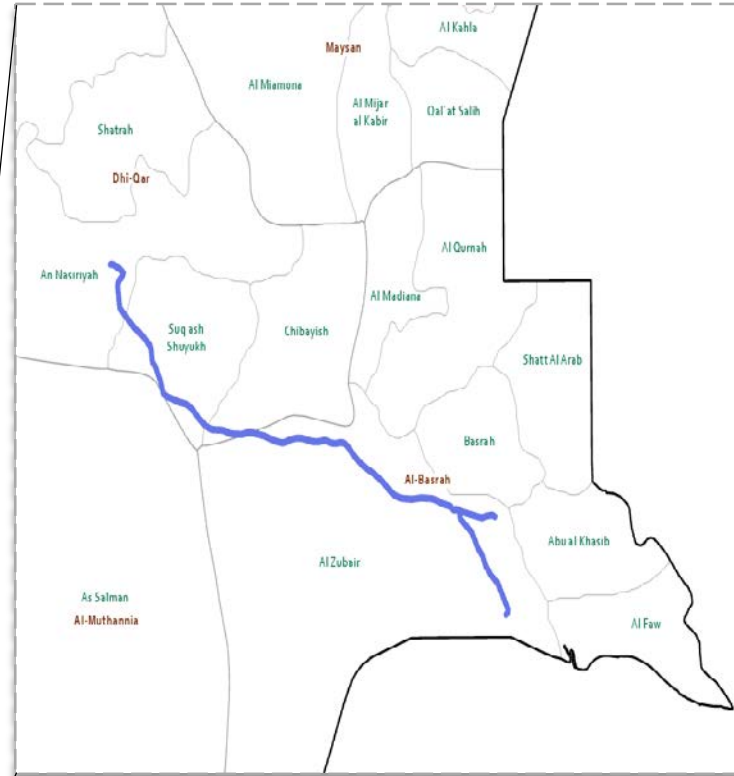 Al Kahla
Maysan
Al Miamona
Al Mijar
al Kabir
Qal'at Salih
Shatrah
Dhi-Qar
Al Qurnah
An Nasiriyah
Al Madiana
Suq ash
Shuyukh
Chibayish
Shatt Al Arab
Basrah
Al-Basrah
Abu al Khasib
Al Zubair
As Salman
Al-Muthannia
Al Faw